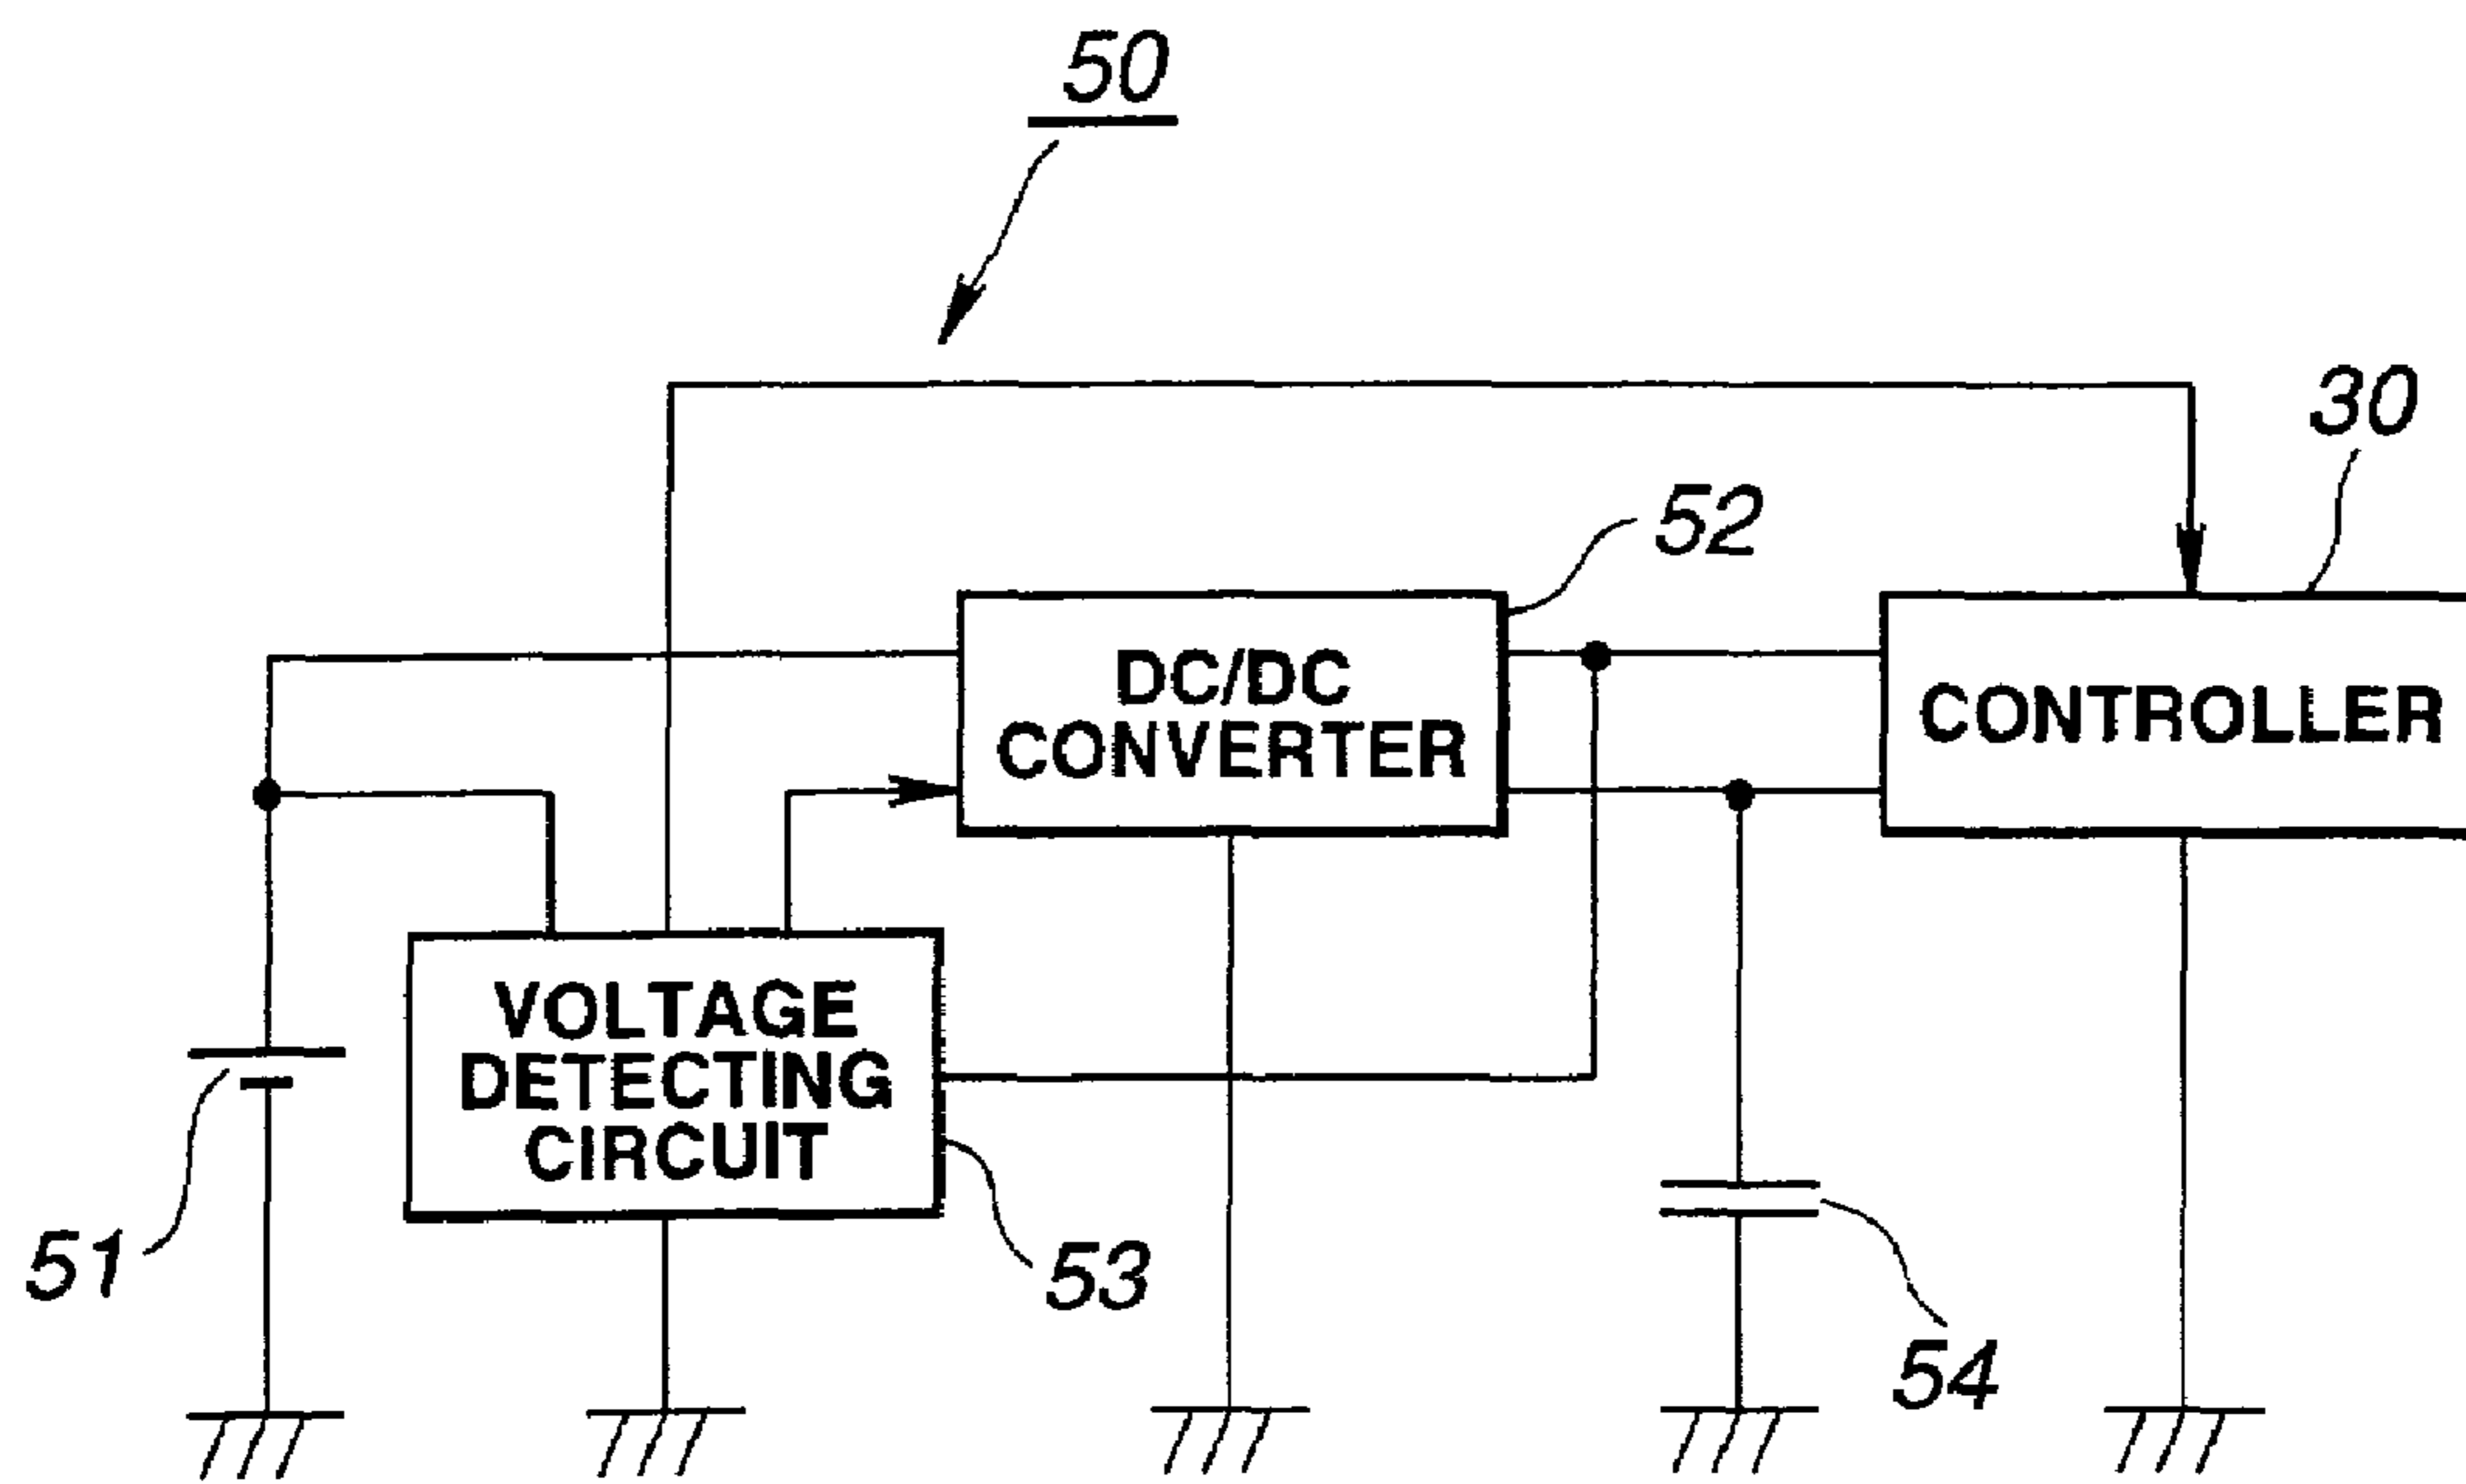 50
30
52
DC/DC
CONVERTER
CONTROLLER
VOLTAGE
DETECTING
CIRCUIT
51
53
54